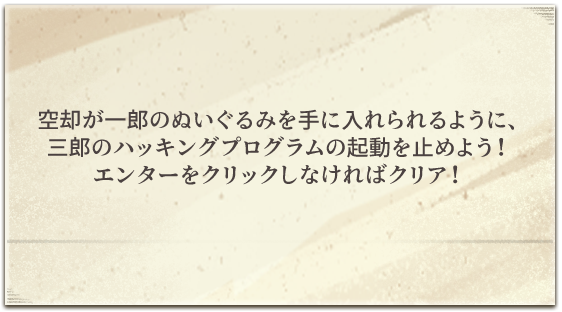 空却が一郎のぬいぐるみを手に入れられるように、
三郎のハッキングプログラムの起動を止めよう！
エンターをクリックしなければクリア！